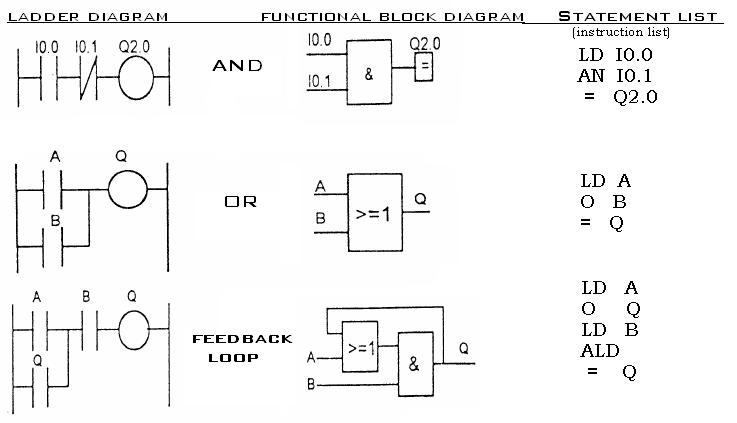 LADDER DIAGRAM
FUNCTIONAL BLOCK DIAGRAM
STATEMENT LIST
(instruction list)
I0.0 I0.1 Q2.0
AND
I0.0
I0.1
&
Q2.0
=
LD I0.0
AN I0.1
= Q2.0
A
Q
B
OR
A
B
>=1
Q
LD A
O B
= Q
A B Q
Q
FEEDBACK
LOOP
A
B
>=1
&
Q
LD A
O Q
LD B
ALD
= Q